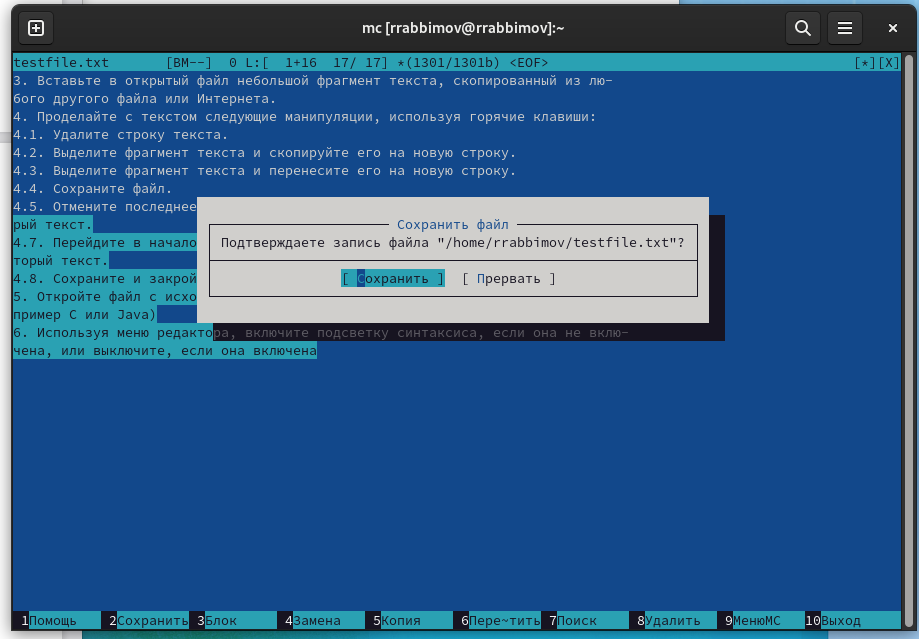 mc [rrabbimov@rrabbimov]:~
testfile.txt [BM--] 0 L:[ 1+16 17/ 17] *(1301/1301b) <EOF> [*][X]
3. Вставьте в открытый файл небольшой фрагмент текста, скопированный из лю-
бого другого файла или Интернета.
4. Проделайте с текстом следующие манипуляции, используя горячие клавиши:
4.1. Удалите строку текста.
4.2. Выделите фрагмент текста и скопируйте его на новую строку.
4.3. Выделите фрагмент текста и перенесите его на новую строку.
4.4. Сохраните файл.
4.5. Отмените последнее
рый текст.
4.7. Перейдите в начало
торый текст.
4.8. Сохраните и закрой
5. Откройте файл с исхо
пример C или Java)
6. Используя меню редактора, включите подсветку синтаксиса, если она не вклю-
чена, или выключите, если она включена
Сохранить файл
Подтверждаете запись файла "/home/rrabbimov/testfile.txt"?
[ Сохранить ] [ Прервать ]
1Помощь 2Сохранить 3Блок 4Замена 5Копия 6Пере~тить 7Поиск 8Удалить 9МенюMC 10Выход